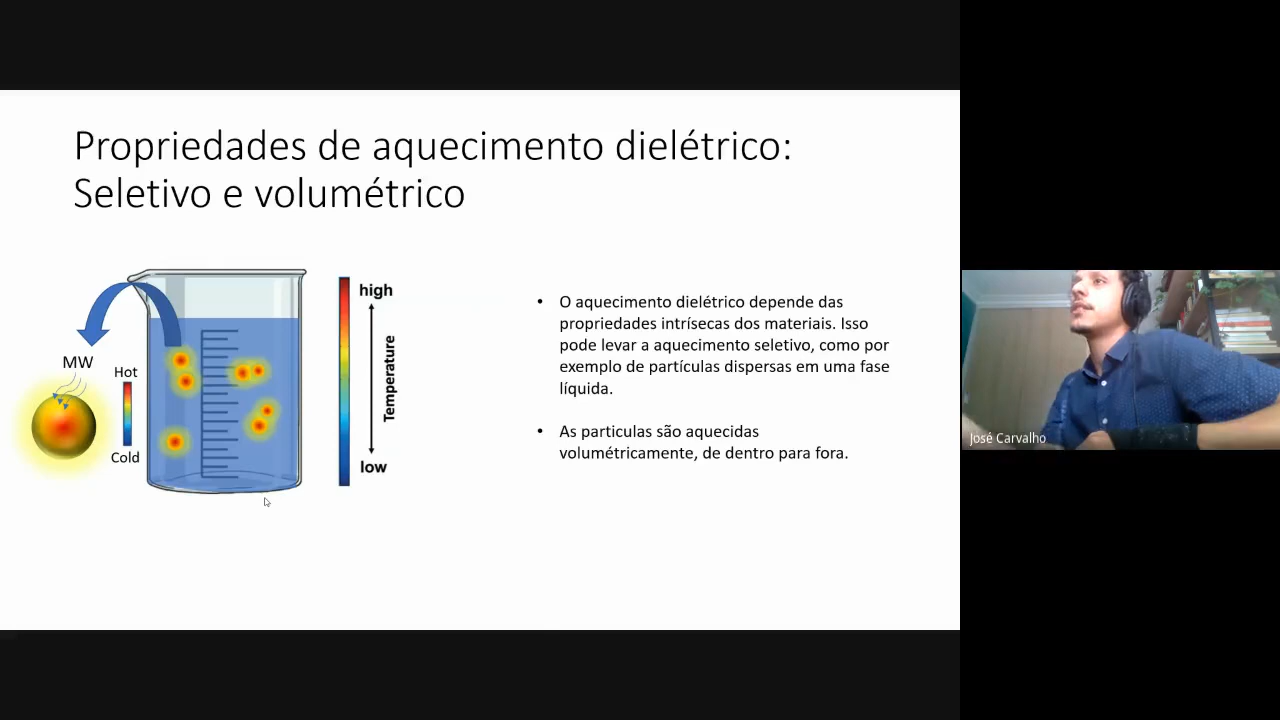 Propriedades de aquecimento dielétrico:
Seletivo e volumétrico
high
Temperature
low
MW
Hot
Cold
• O aquecimento dielétrico depende das
propriedades intrísecas dos materiais. Isso
pode levar a aquecimento seletivo, como por
exemplo de partículas dispersas em uma fase
líquida.
• As particulas são aquecidas
volumétricamente, de dentro para fora.
José Carvalho